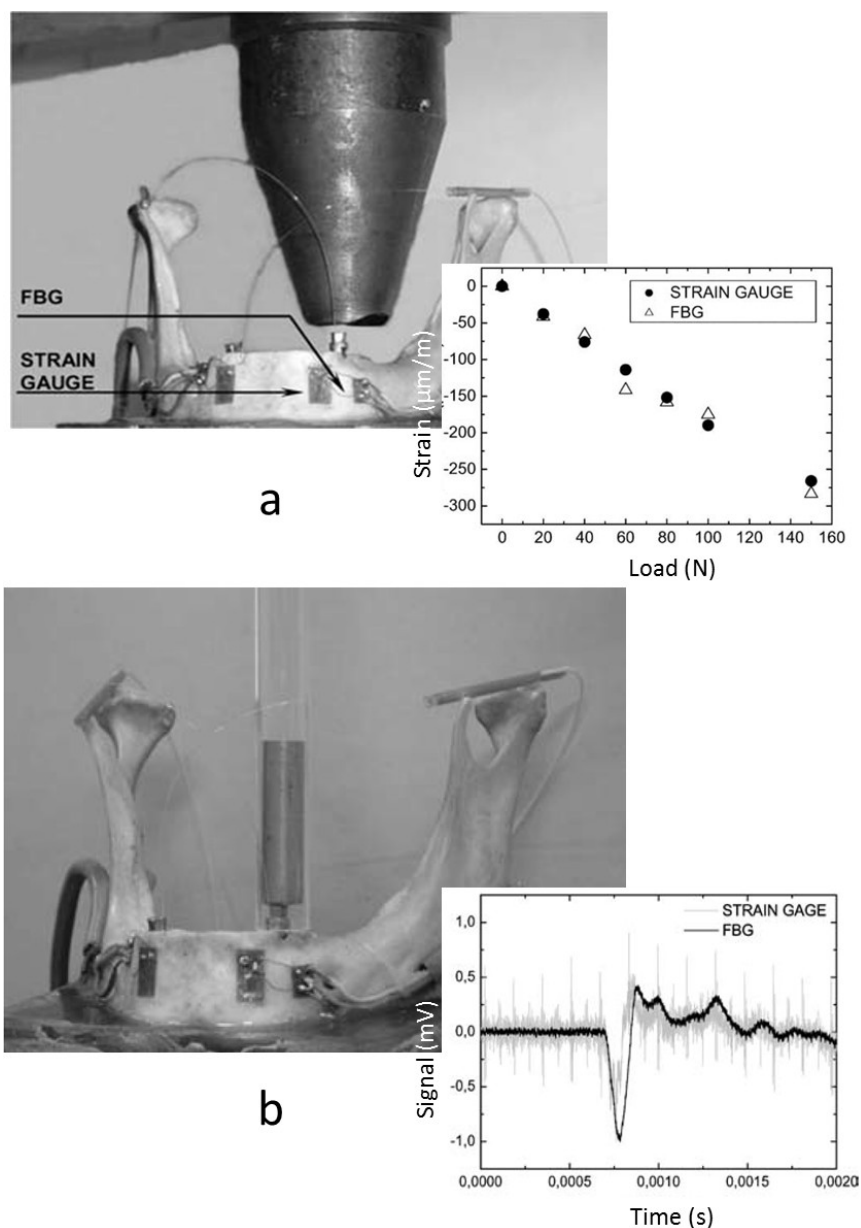 FBG
STRAIN
GAUGE
a
STRAIN GAUGE
FBG
0
-50
-100
-150
-200
-250
-300
Strain (μm/m)
0 20 40 60 80 100 120 140 160
Load (N)
b
STRAIN GAGE
FBG
1,0
0,5
0,0
-0,5
-1,0
Signal (mV)
0,0000 0,0005 0,0010 0,0015 0,0020
Time (s)